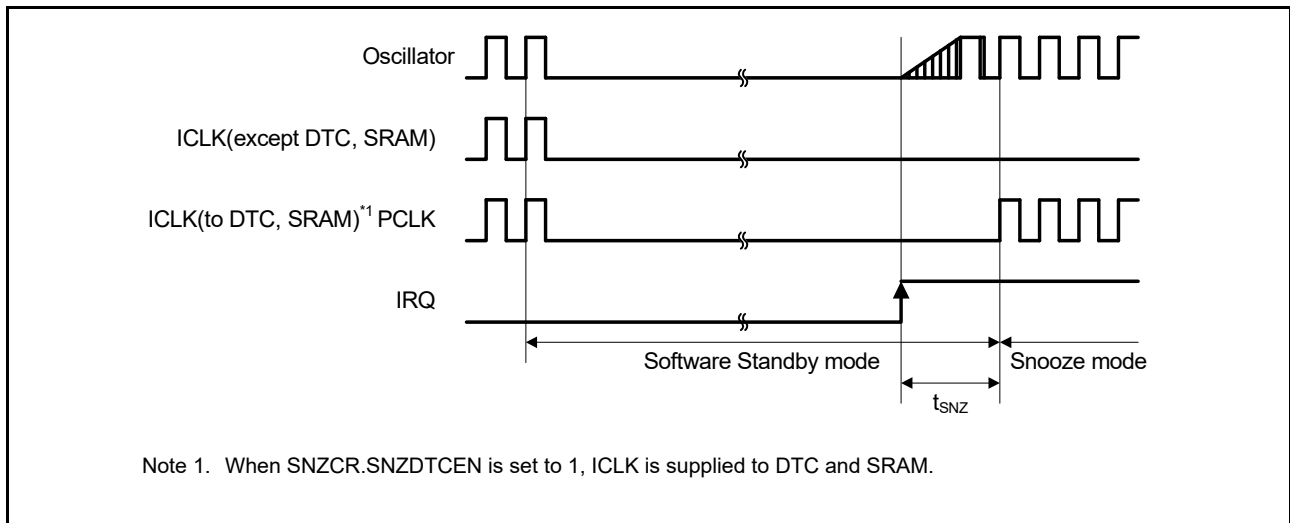 Oscillator
ICLK(except DTC, SRAM)
ICLK(to DTC, SRAM)*1 PCLK
IRQ
Software Standby mode
Snooze mode
tSNZ
Note 1. When SNZCR.SNZDTCEN is set to 1, ICLK is supplied to DTC and SRAM.